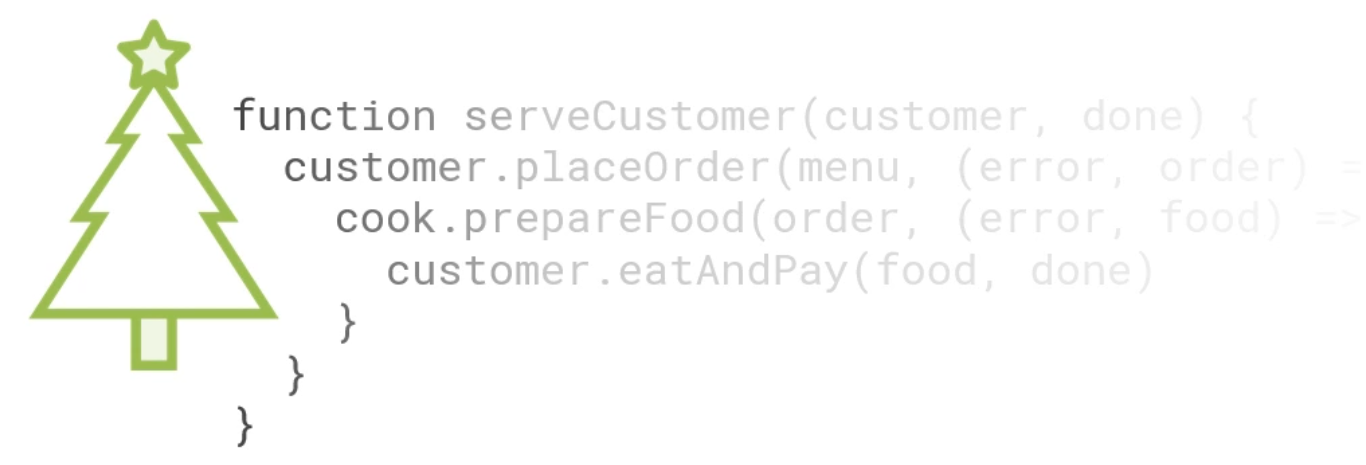 function serveCustomer(customer, done) {
customer.placeOrder(menu, (error, order) =
cook.prepareFood(order, (error, food) =>
customer.eatAndPay(food, done)
}
}
}